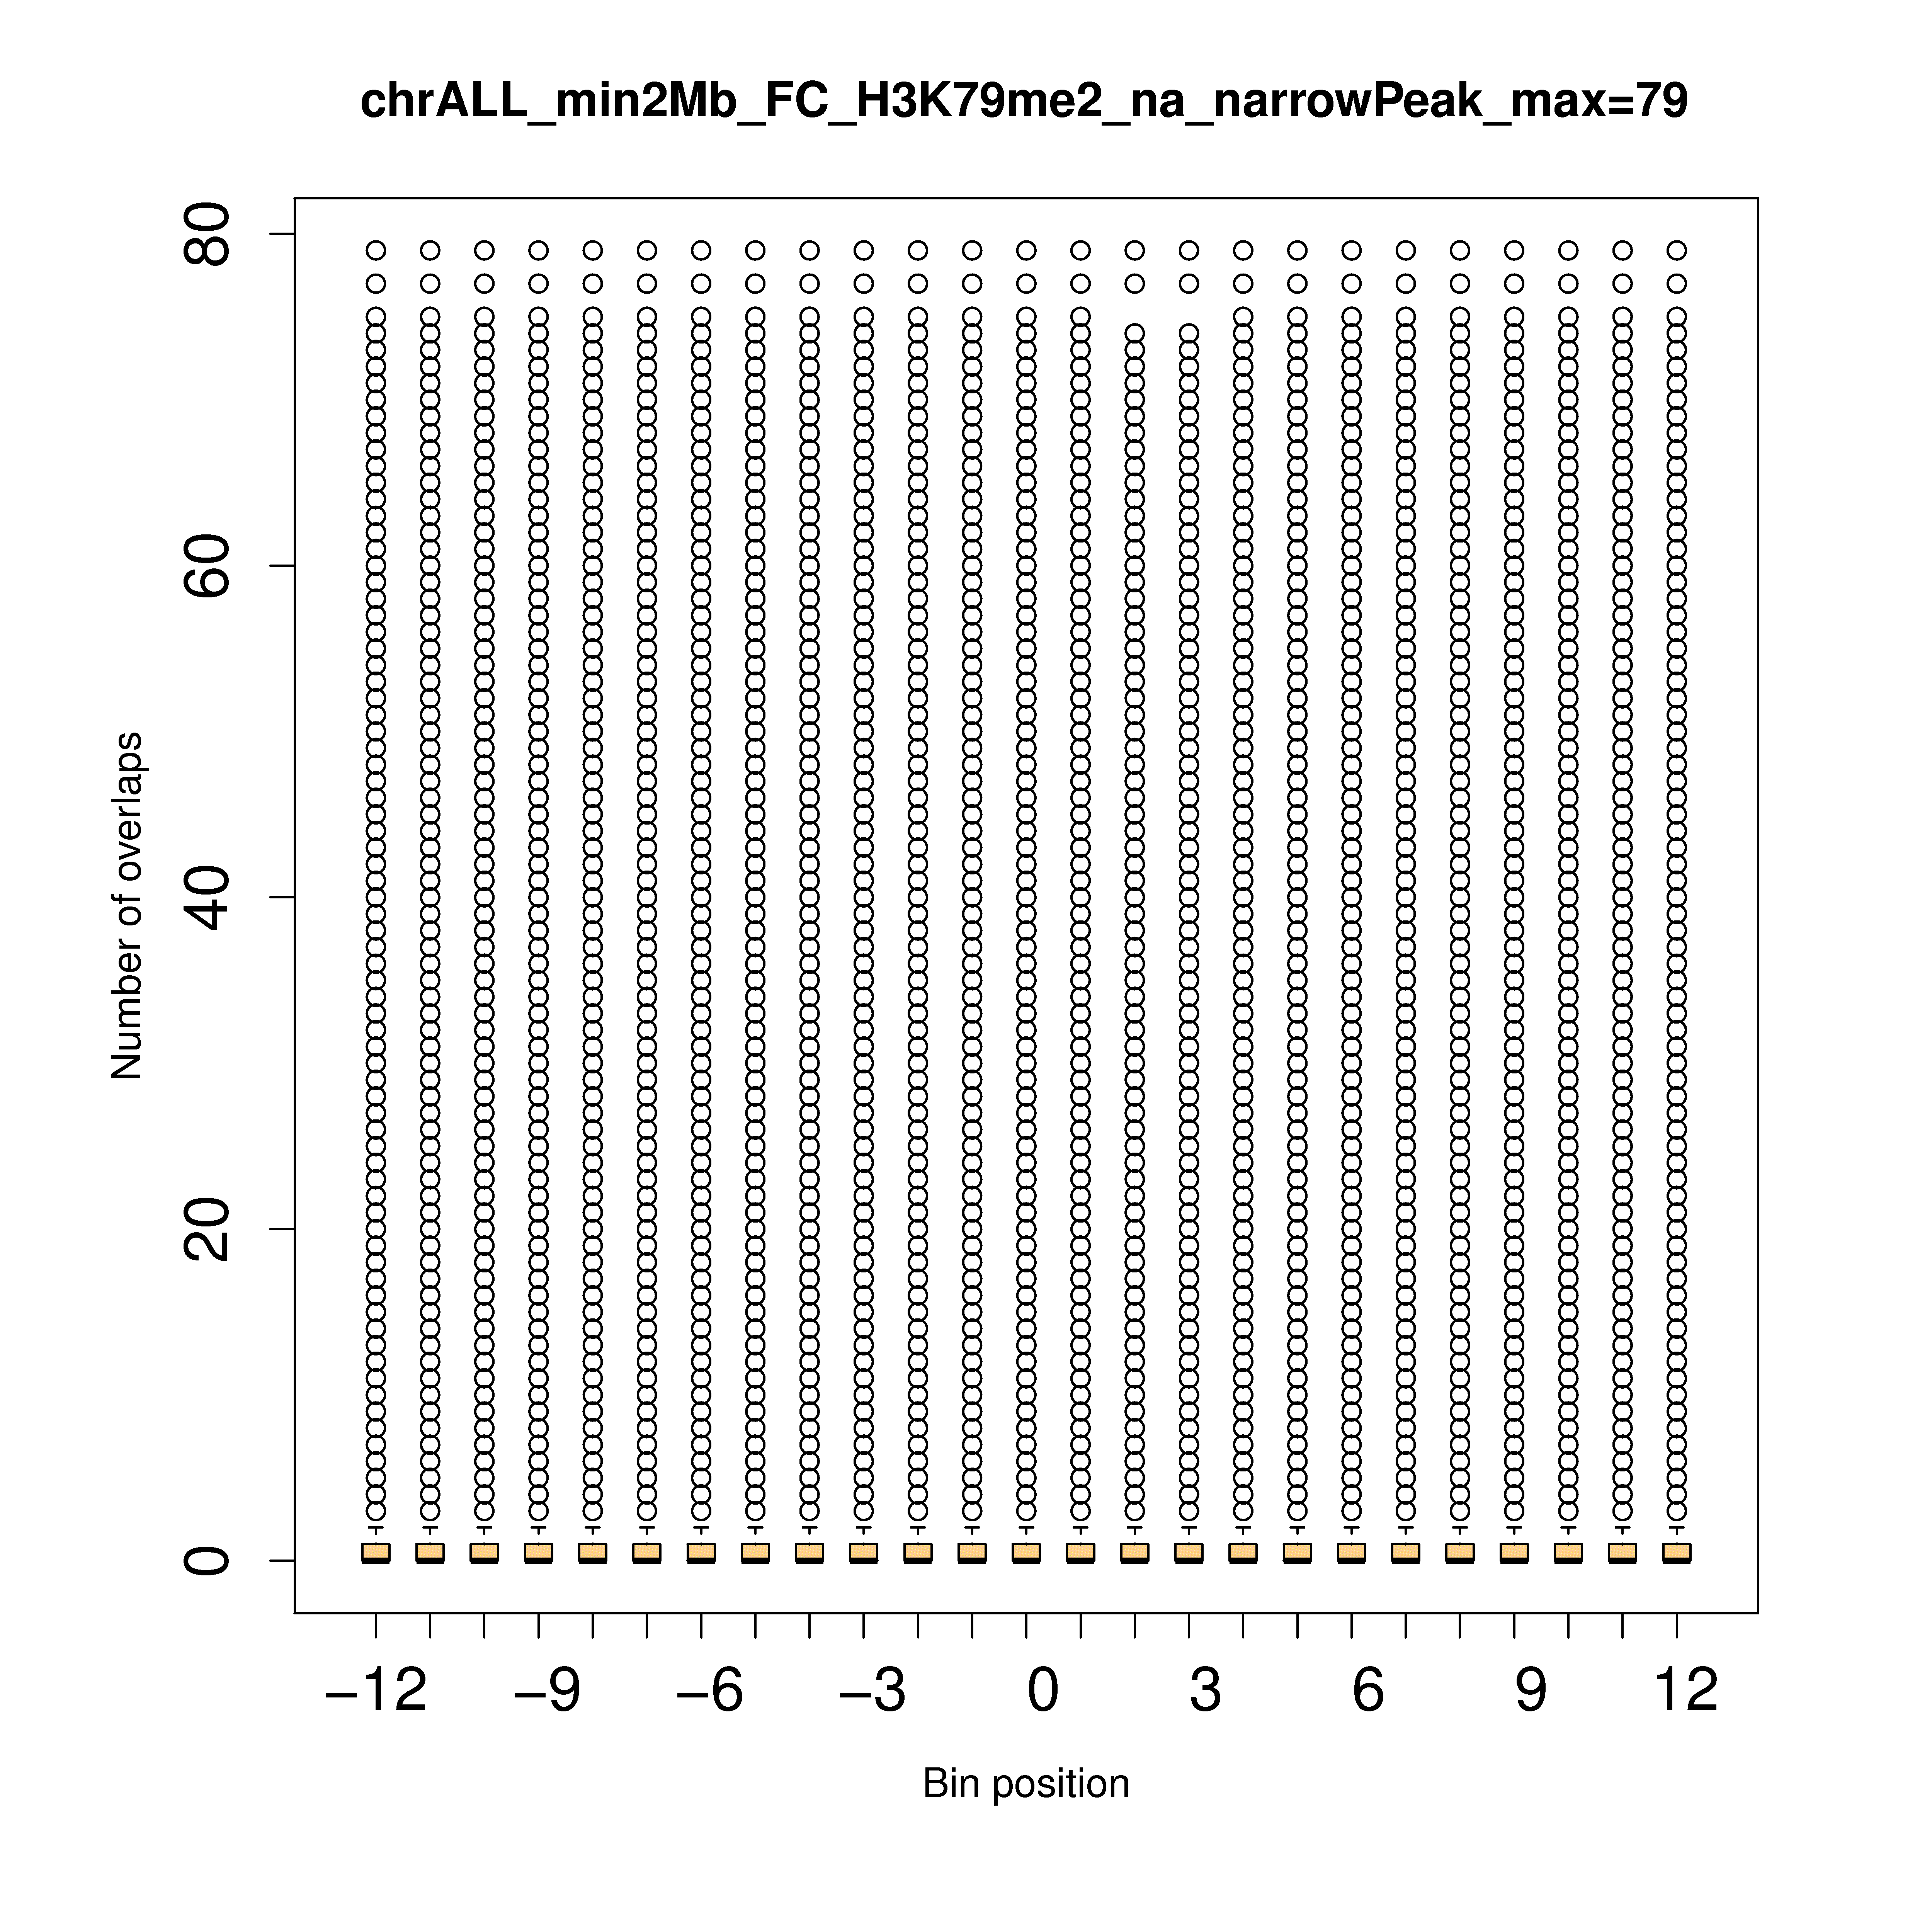 chrALL_min2Mb_FC_H3K79me2_na_narrowPeak_max=79
80
60
40
20
0
Number of overlaps
−12 −9 −6 −3 0 3 6 9 12
Bin position